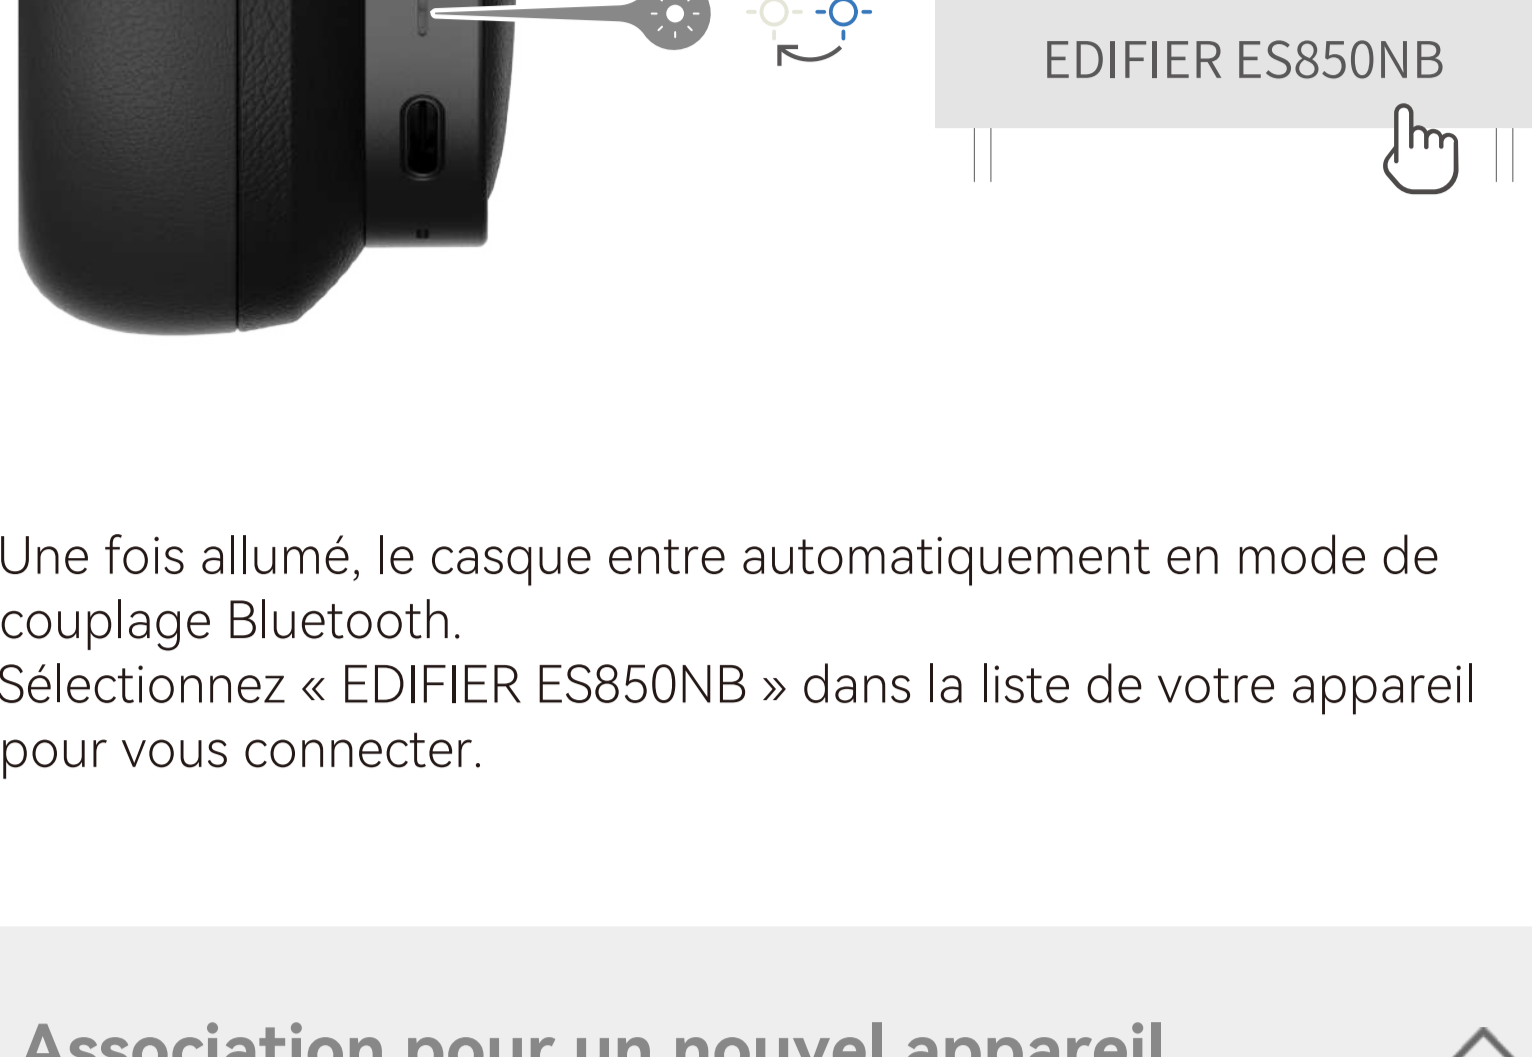 EDIFIER ES850NB
Une fois allumé, le casque entre automatiquement en mode de
couplage Bluetooth.
Sélectionnez « EDIFIER ES850NB » dans la liste de votre appareil
pour vous connecter.
Association pour un nouvel appareil